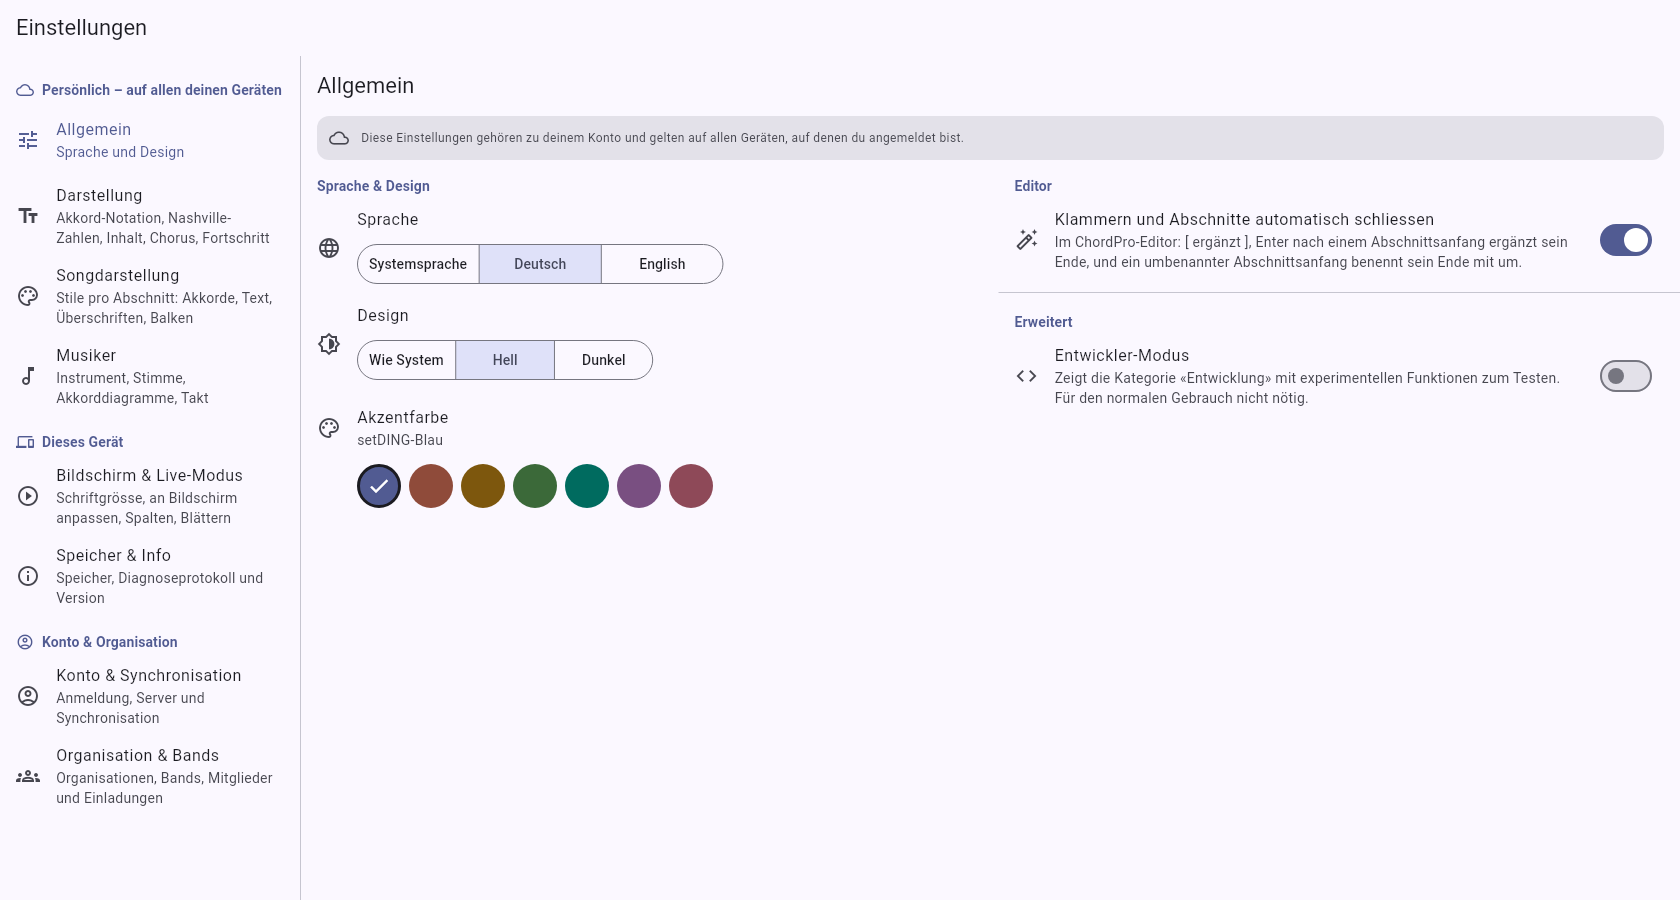 Einstellungen
Persönlich – auf allen deinen Geräten
Allgemein
Sprache und Design
Darstellung
Akkord-Notation, Nashville-
Zahlen, Inhalt, Chorus, Fortschritt
Songdarstellung
Stile pro Abschnitt: Akkorde, Text,
Überschriften, Balken
Musiker
Instrument, Stimme,
Akkorddiagramme, Takt
Dieses Gerät
Bildschirm & Live-Modus
Schriftgrösse, an Bildschirm
anpassen, Spalten, Blättern
Speicher & Info
Speicher, Diagnoseprotokoll und
Version
Konto & Organisation
Konto & Synchronisation
Anmeldung, Server und
Synchronisation
Organisation & Bands
Organisationen, Bands, Mitglieder
und Einladungen
Allgemein
Diese Einstellungen gehören zu deinem Konto und gelten auf allen Geräten, auf denen du angemeldet bist.
Sprache & Design
Sprache
Systemsprache Deutsch English
Design
Wie System Hell Dunkel
Akzentfarbe
setDING-Blau
Editor
Klammern und Abschnitte automatisch schliessen
Im ChordPro-Editor: [ ergänzt ], Enter nach einem Abschnittsanfang ergänzt sein
Ende, und ein umbenannter Abschnittsanfang benennt sein Ende mit um.
Erweitert
Entwickler-Modus
Zeigt die Kategorie «Entwicklung» mit experimentellen Funktionen zum Testen.
Für den normalen Gebrauch nicht nötig.